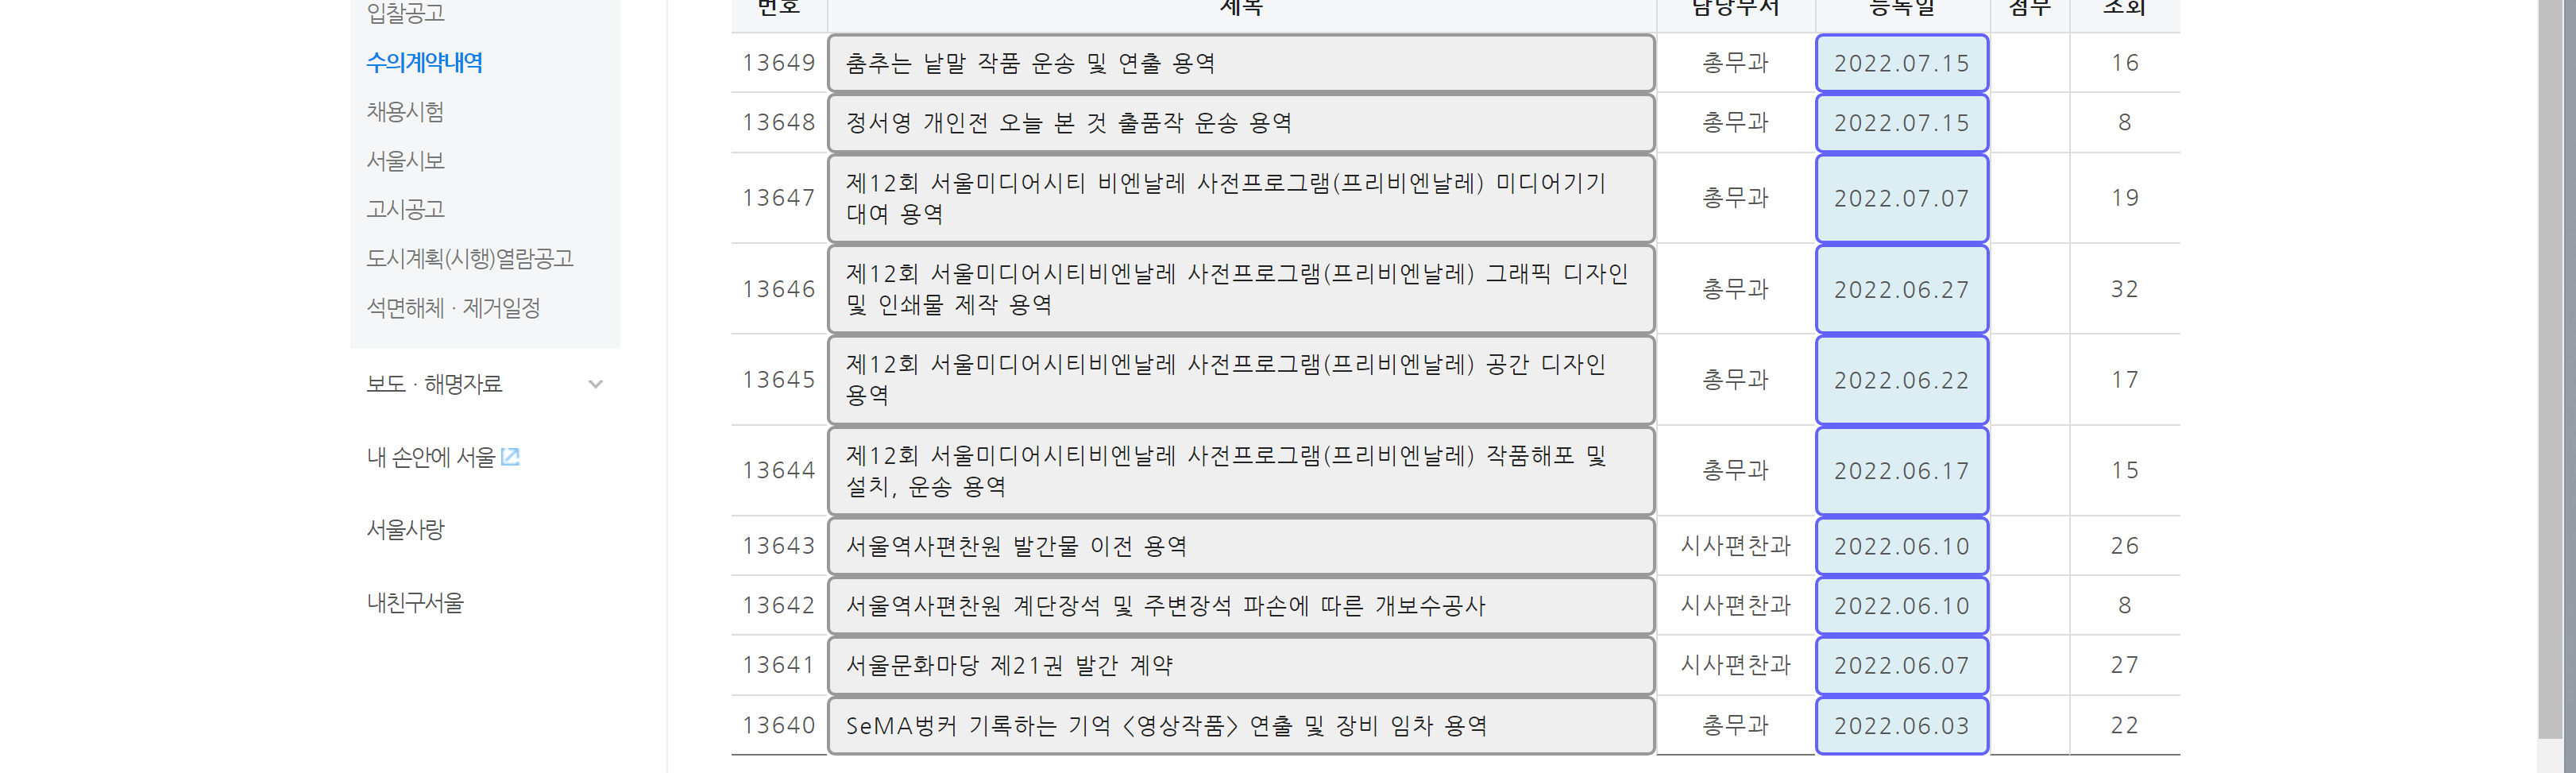 입찰공고
수의계약내역
채용시험
서울시보
고시공고
도시계획(시행)열람공고
석면해체 · 제거일정
보도 · 해명자료
내 손안에 서울
서울사랑
내친구서울
번호 제목 담당부서 등록일 첨부 조회
13649 춤추는 낱말 작품 운송 및 연출 용역 총무과 2022.07.15 16
13648 정서영 개인전 오늘 본 것 출품작 운송 용역 총무과 2022.07.15 8
13647 제12회 서울미디어시티 비엔날레 사전프로그램(프리비엔날레) 미디어기기
대여 용역 총무과 2022.07.07 19
13646 제12회 서울미디어시티비엔날레 사전프로그램(프리비엔날레) 그래픽 디자인
및 인쇄물 제작 용역 총무과 2022.06.27 32
13645 제12회 서울미디어시티비엔날레 사전프로그램(프리비엔날레) 공간 디자인
용역 총무과 2022.06.22 17
13644 제12회 서울미디어시티비엔날레 사전프로그램(프리비엔날레) 작품해포 및
설치, 운송 용역 총무과 2022.06.17 15
13643 서울역사편찬원 발간물 이전 용역 시사편찬과 2022.06.10 26
13642 서울역사편찬원 계단장석 및 주변장석 파손에 따른 개보수공사 시사편찬과 2022.06.10 8
13641 서울문화마당 제21권 발간 계약 시사편찬과 2022.06.07 27
13640 SeMA벙커 기록하는 기억 <영상작품> 연출 및 장비 임차 용역 총무과 2022.06.03 22